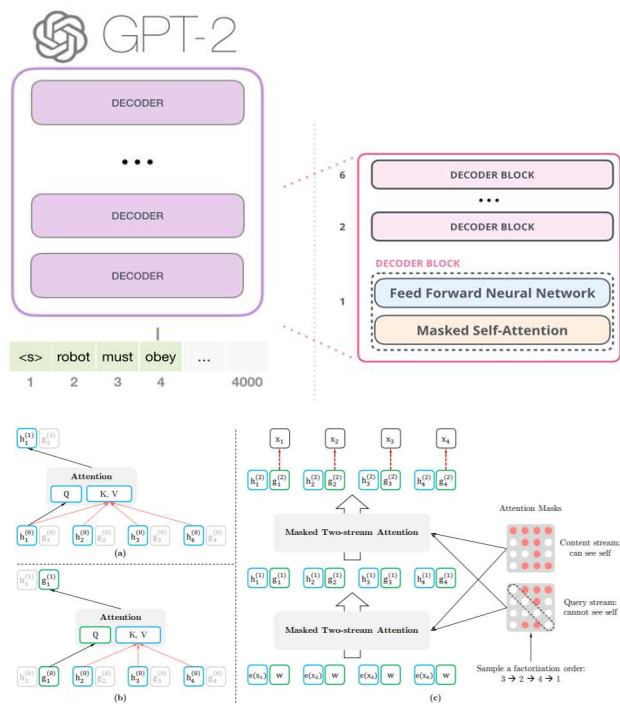 GPT-2
DECODER
...
DECODER
DECODER
<s> robot must obey ...
1 2 3 4 4000
6 DECODER BLOCK
...
2 DECODER BLOCK
DECODER BLOCK
1
Feed Forward Neural Network
Masked Self-Attention
h₁⁽¹⁾ g₁⁽¹⁾
Attention
Q K, V
h₁⁽⁰⁾ g₁⁽⁰⁾ h₂⁽⁰⁾ g₂⁽⁰⁾ h₃⁽⁰⁾ g₃⁽⁰⁾ h₄⁽⁰⁾ g₄⁽⁰⁾
(a)
h₁⁽¹⁾ g₁⁽¹⁾
Attention
Q K, V
h₁⁽⁰⁾ g₁⁽⁰⁾ h₂⁽⁰⁾ g₂⁽⁰⁾ h₃⁽⁰⁾ g₃⁽⁰⁾ h₄⁽⁰⁾ g₄⁽⁰⁾
(b)
x₁ x₂ x₃ x₄
h₁⁽²⁾ g₁⁽²⁾ h₂⁽²⁾ g₂⁽²⁾ h₃⁽²⁾ g₃⁽²⁾ h₄⁽²⁾ g₄⁽²⁾
Masked Two-stream Attention
h₁⁽¹⁾ g₁⁽¹⁾ h₂⁽¹⁾ g₂⁽¹⁾ h₃⁽¹⁾ g₃⁽¹⁾ h₄⁽¹⁾ g₄⁽¹⁾
Masked Two-stream Attention
e(x₁) w e(x₂) w e(x₃) w e(x₄) w
(c)
Attention Masks
Content stream:
can see self
Query stream:
cannot see self
Sample a factorization order:
3 → 2 → 4 → 1